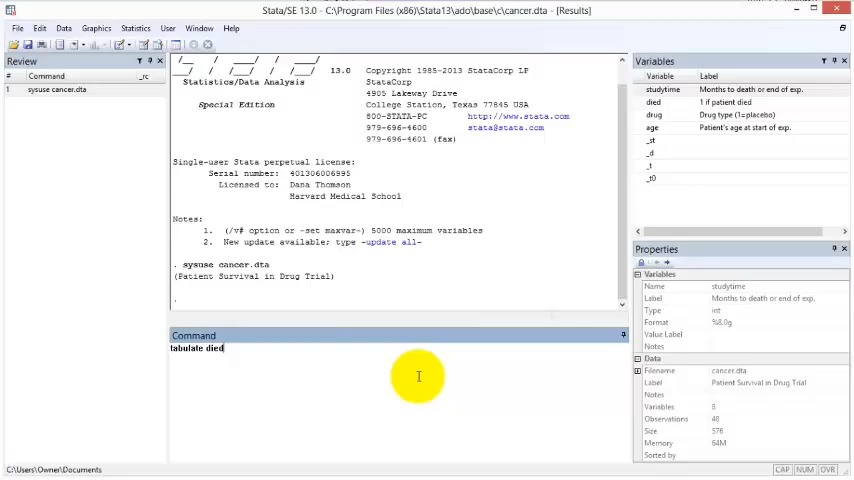 Stata/SE 13.0 - C:\Program Files (x86)\Stata13\ado\base\c\cancer.dta - [Results]
File Edit Data Graphics Statistics User Window Help
Review
# Command _rc
1 sysuse cancer.dta
/__ / ____/ / ____/
___/ / /___/ / /___/ 13.0 Copyright 1985-2013 StataCorp LP
Statistics/Data Analysis StataCorp
4905 Lakeway Drive
Special Edition College Station, Texas 77845 USA
800-STATA-PC http://www.stata.com
979-696-4600 stata@stata.com
979-696-4601 (fax)
Single-user Stata perpetual license:
Serial number: 401306006995
Licensed to: Dana Thomson
Harvard Medical School
Notes:
1. (/v# option or -set maxvar-) 5000 maximum variables
2. New update available; type -update all-
. sysuse cancer.dta
(Patient Survival in Drug Trial)
.
Command
tabulate died
Variables
Variable Label
studytime Months to death or end of exp.
died 1 if patient died
drug Drug type (1=placebo)
age Patient's age at start of exp.
_st
_d
_t
_t0
Properties
Variables
Name studytime
Label Months to death or end of exp.
Type int
Format %8.0g
Value Label
Notes
Data
Filename cancer.dta
Label Patient Survival in Drug Trial
Notes
Variables 8
Observations 48
Size 576
Memory 64M
Sorted by
C:\Users\Owner\Documents
CAP NUM OVR